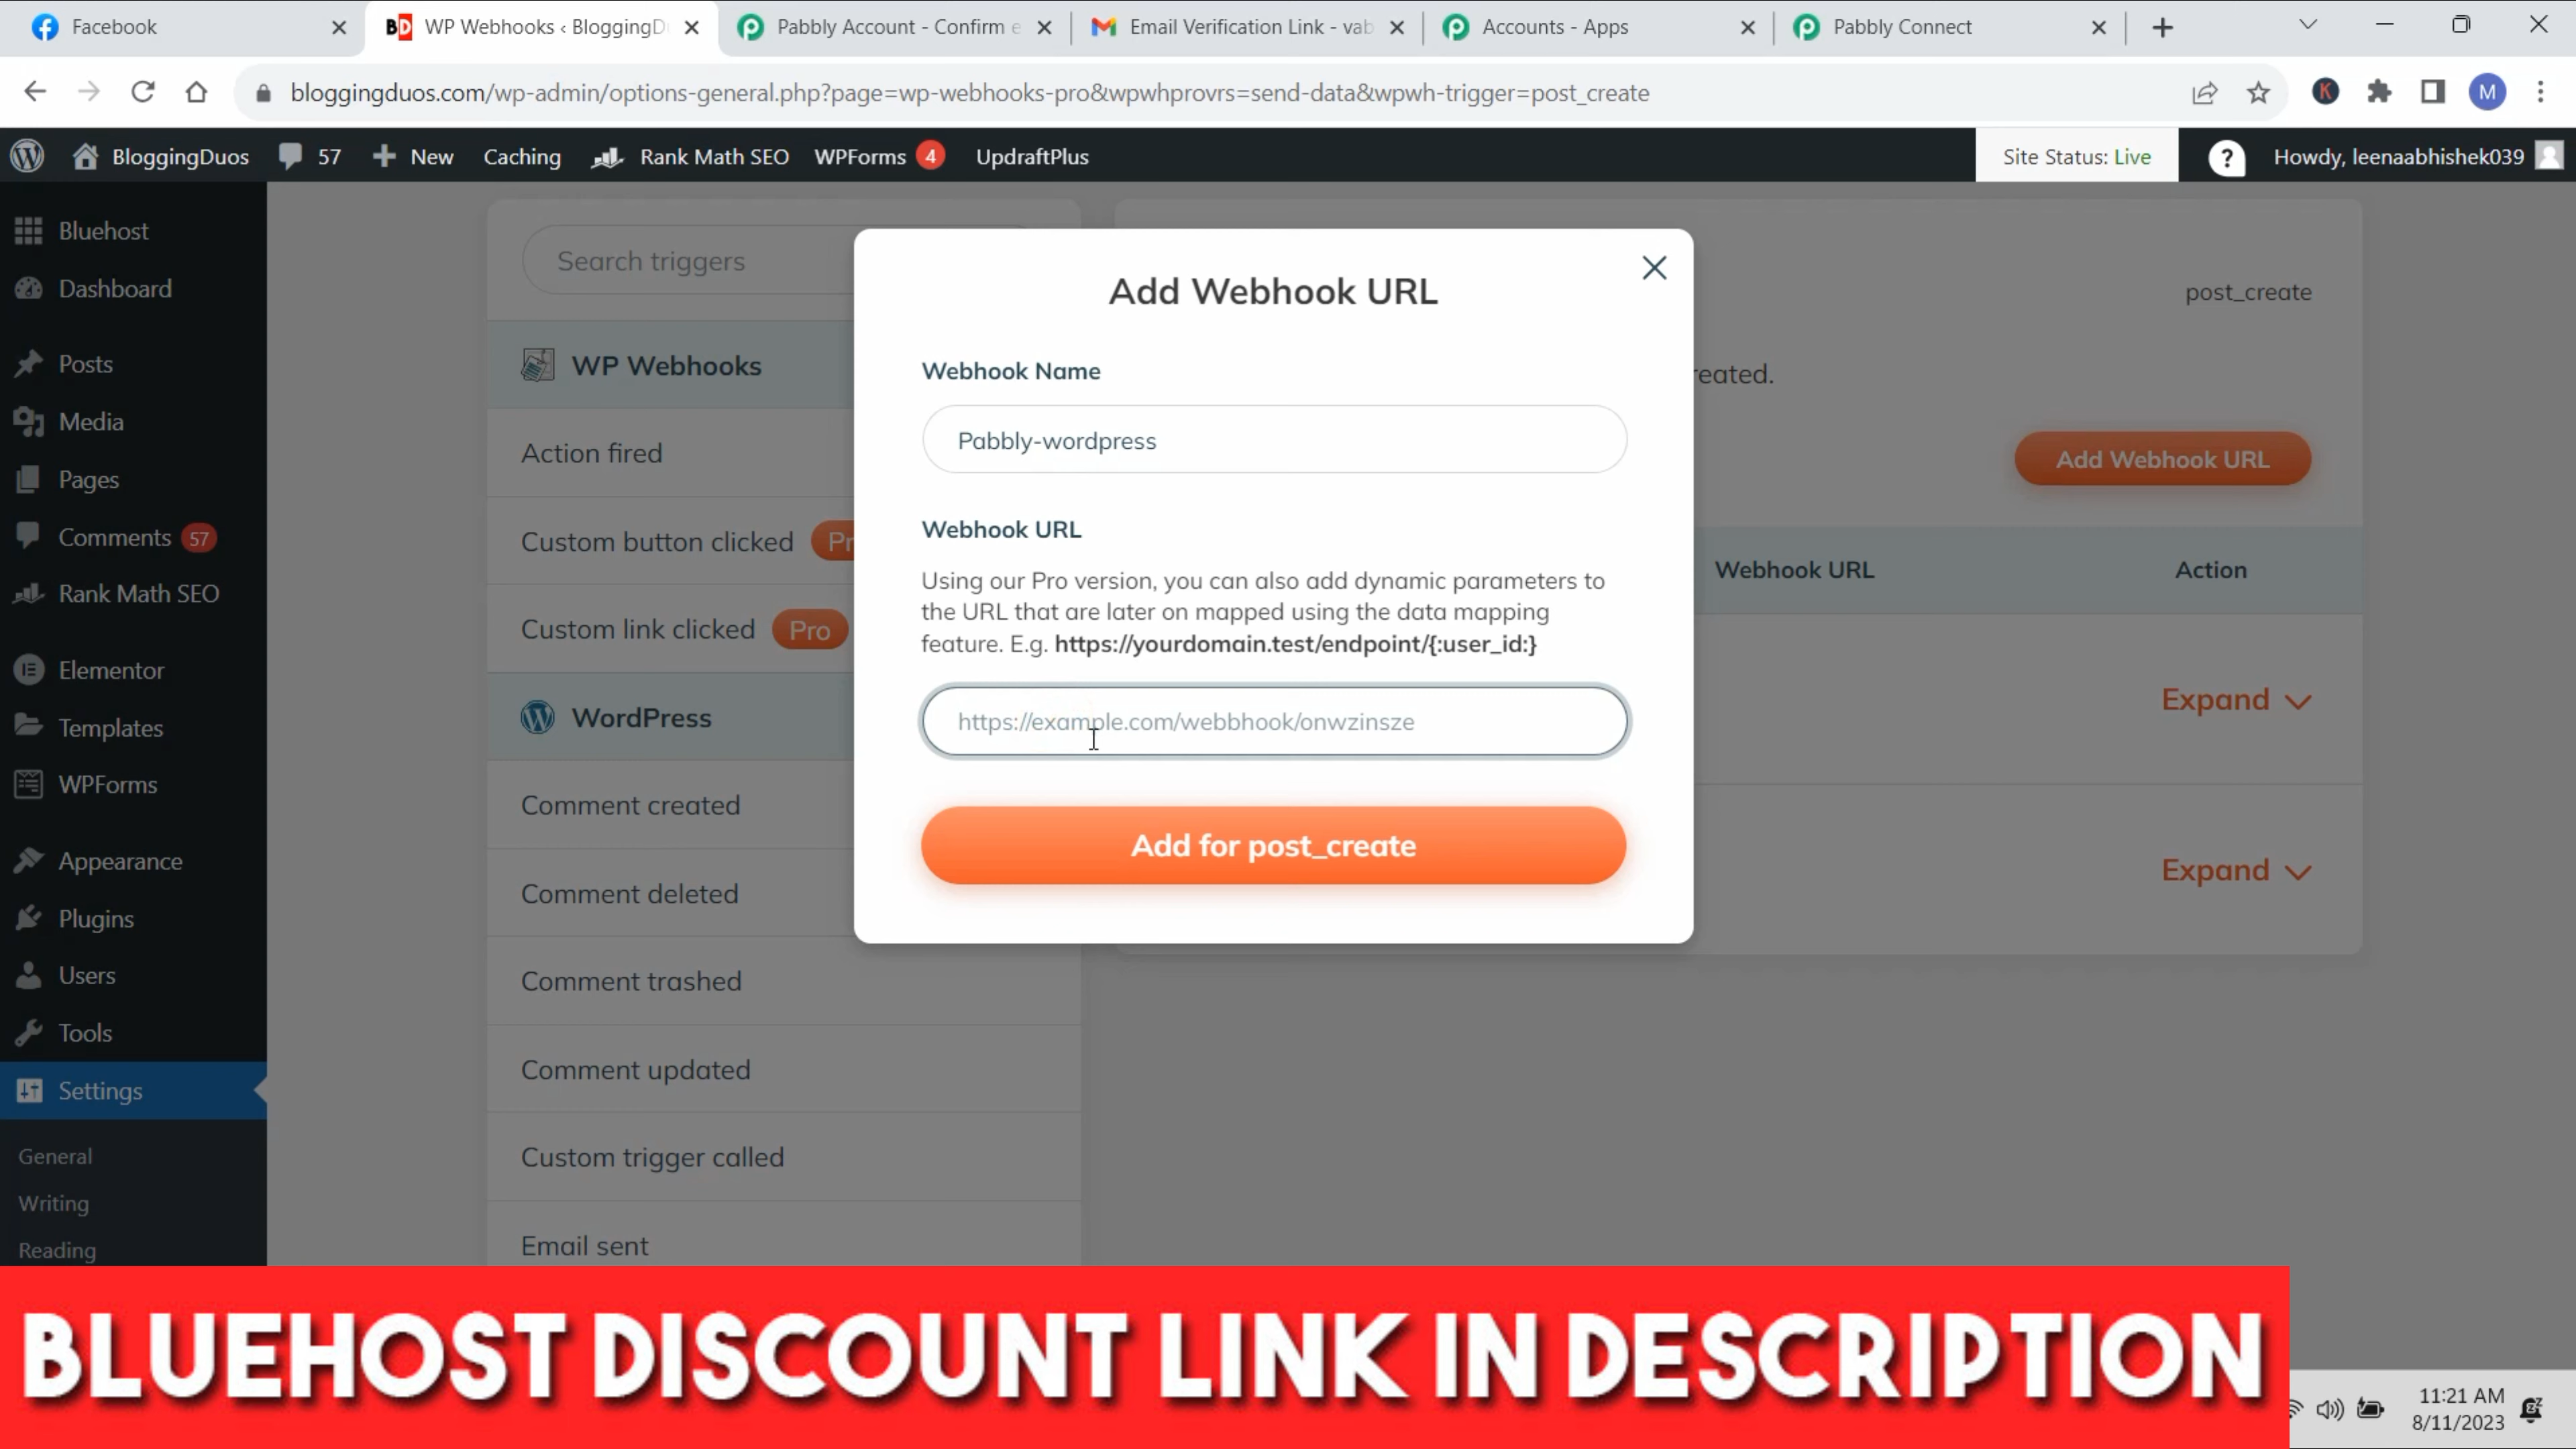 Facebook
WP Webhooks ‹ BloggingD
Pabbly Account - Confirm e
Email Verification Link - vab
Accounts - Apps
Pabbly Connect
bloggingduos.com/wp-admin/options-general.php?page=wp-webhooks-pro&wpwhprovrs=send-data&wpwh-trigger=post_create
K
M
BloggingDuos
57
New
Caching
Rank Math SEO
WPForms 4
UpdraftPlus
Site Status: Live
?
Howdy, leenaabhishek039
Bluehost
Dashboard
Posts
Media
Pages
Comments 57
Rank Math SEO
Elementor
Templates
WPForms
Appearance
Plugins
Users
Tools
Settings
General
Writing
Reading
Search triggers
WP Webhooks
Action fired
Custom button clicked Pr
Custom link clicked Pro
WordPress
Comment created
Comment deleted
Comment trashed
Comment updated
Custom trigger called
Email sent
Add Webhook URL
Webhook Name
Pabbly-wordpress
Webhook URL
Using our Pro version, you can also add dynamic parameters to
the URL that are later on mapped using the data mapping
feature. E.g. https://yourdomain.test/endpoint/{:user_id:}
https://example.com/webbhook/onwzinsze
Add for post_create
post_create
reated.
Add Webhook URL
Webhook URL
Action
Expand
Expand
BLUEHOST DISCOUNT LINK IN DESCRIPTION
11:21 AM
8/11/2023